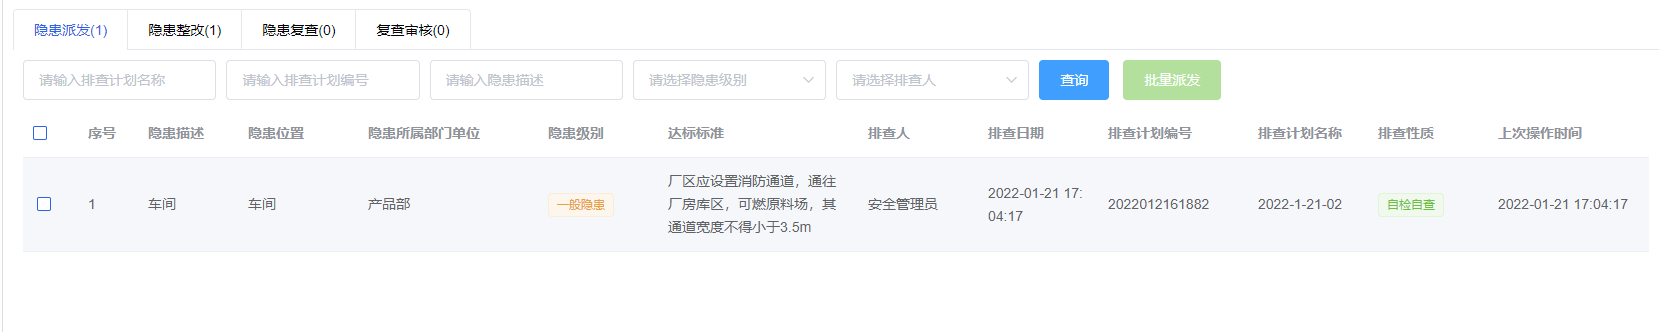 隐患派发(1) 隐患整改(1) 隐患复查(0) 复查审核(0)
请输入排查计划名称 请输入排查计划编号 请输入隐患描述 请选择隐患级别 请选择排查人 查询 批量派发
序号 隐患描述 隐患位置 隐患所属部门单位 隐患级别 达标标准 排查人 排查日期 排查计划编号 排查计划名称 排查性质 上次操作时间
1 车间 车间 产品部 一般隐患
厂区应设置消防通道，通往
厂房库区，可燃原料场，其
通道宽度不得小于3.5m
安全管理员
2022-01-21 17:
04:17
2022012161882 2022-1-21-02 自检自查 2022-01-21 17:04:17